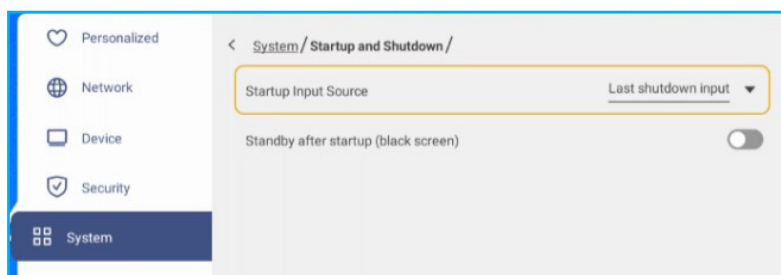 Personalized
Network
Device
Security
System
< System/Startup and Shutdown/
Startup Input Source
Last shutdown input
Standby after startup (black screen)